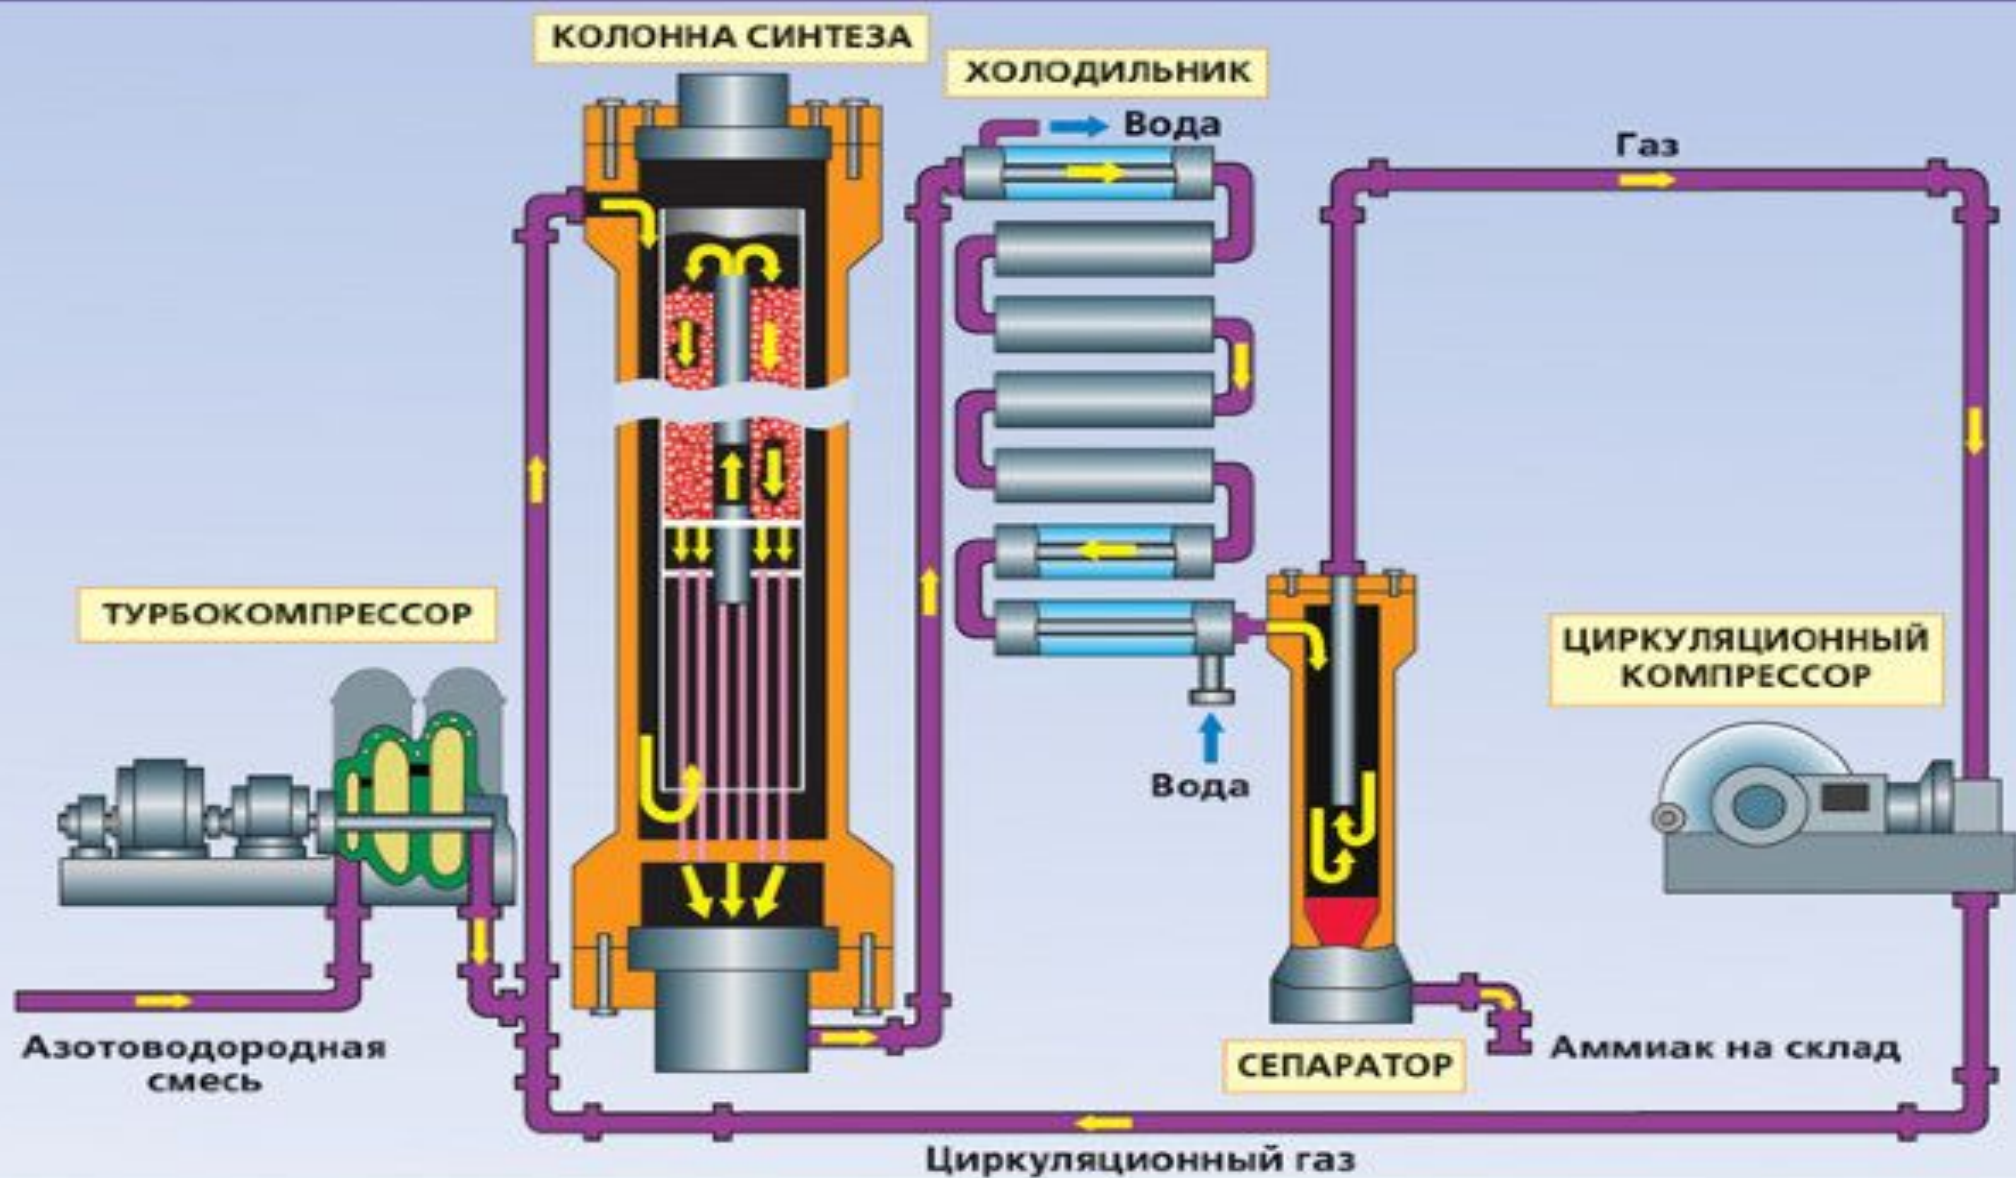 КОЛОННА СИНТЕЗА
ХОЛОДИЛЬНИК
Вода
Газ
ТУРБОКОМПРЕССОР
ЦИРКУЛЯЦИОННЫЙ
КОМПРЕССОР
Вода
Азотоводородная
смесь
СЕПАРАТОР
Аммиак на склад
Циркуляционный газ